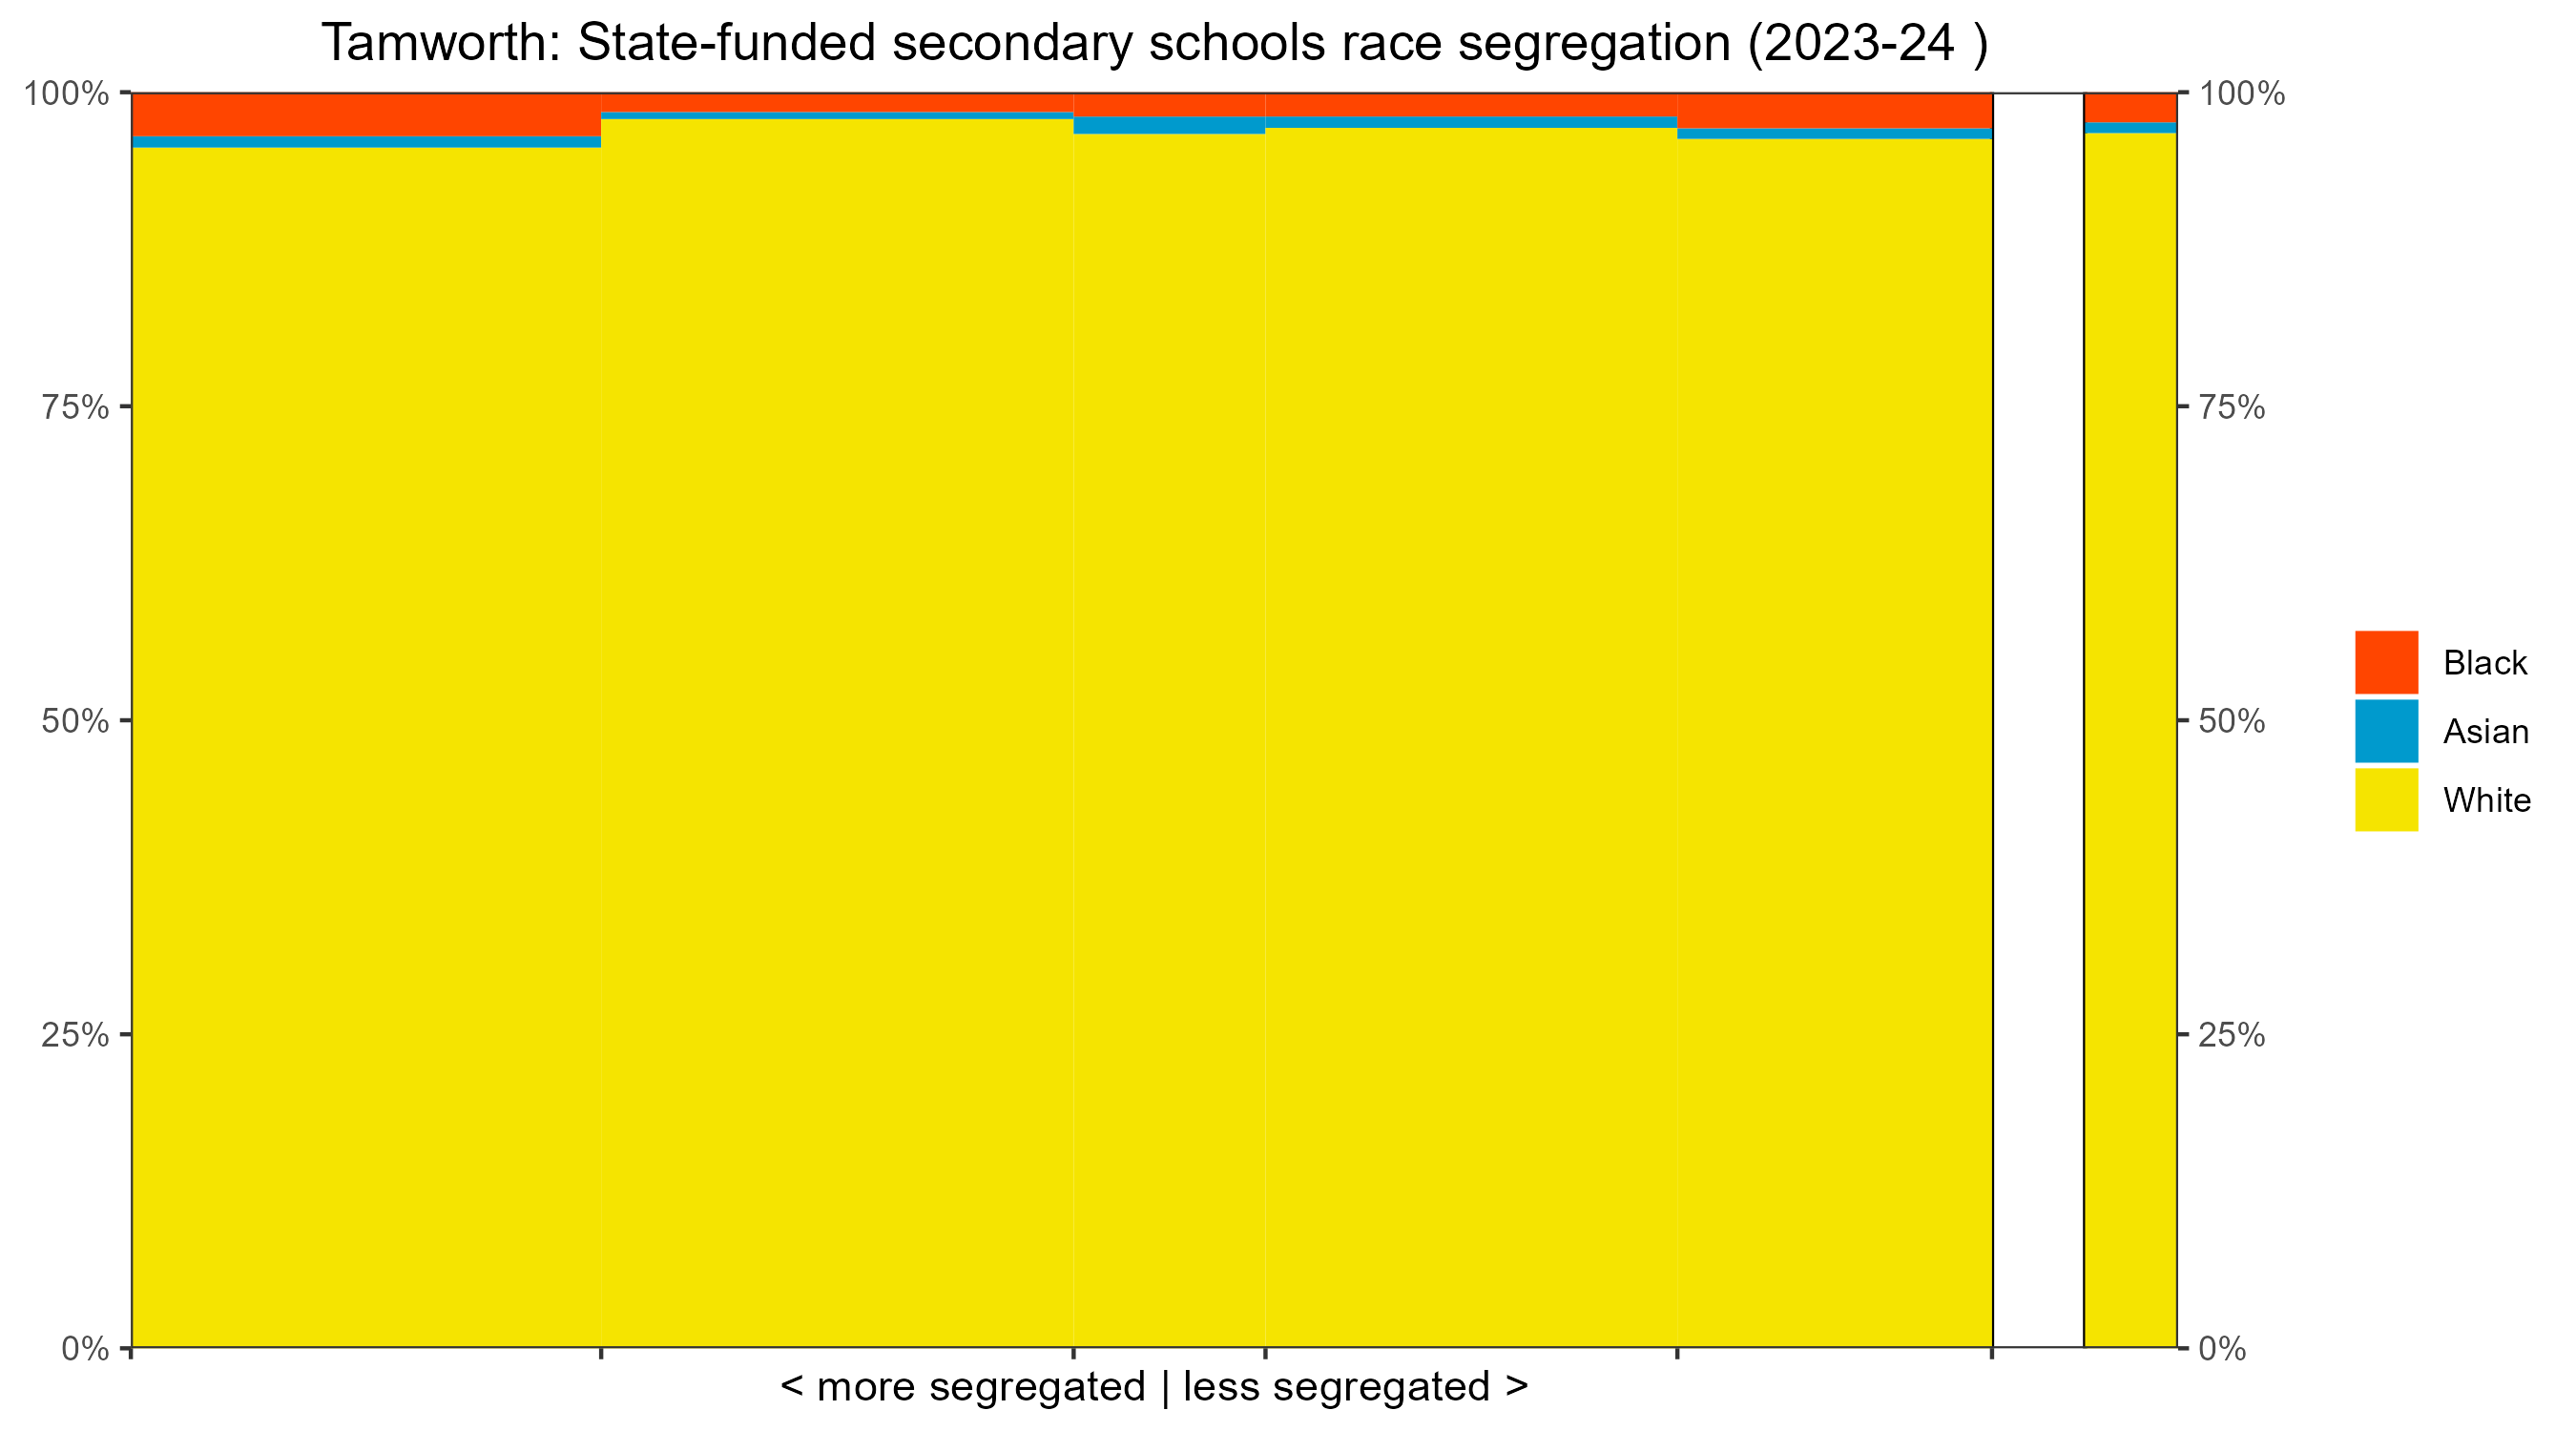 Tamworth: State-funded secondary schools race segregation (2023-24 )
100%
75%
50%
25%
0%
100%
75%
50%
25%
0%
Black
Asian
White
< more segregated | less segregated >